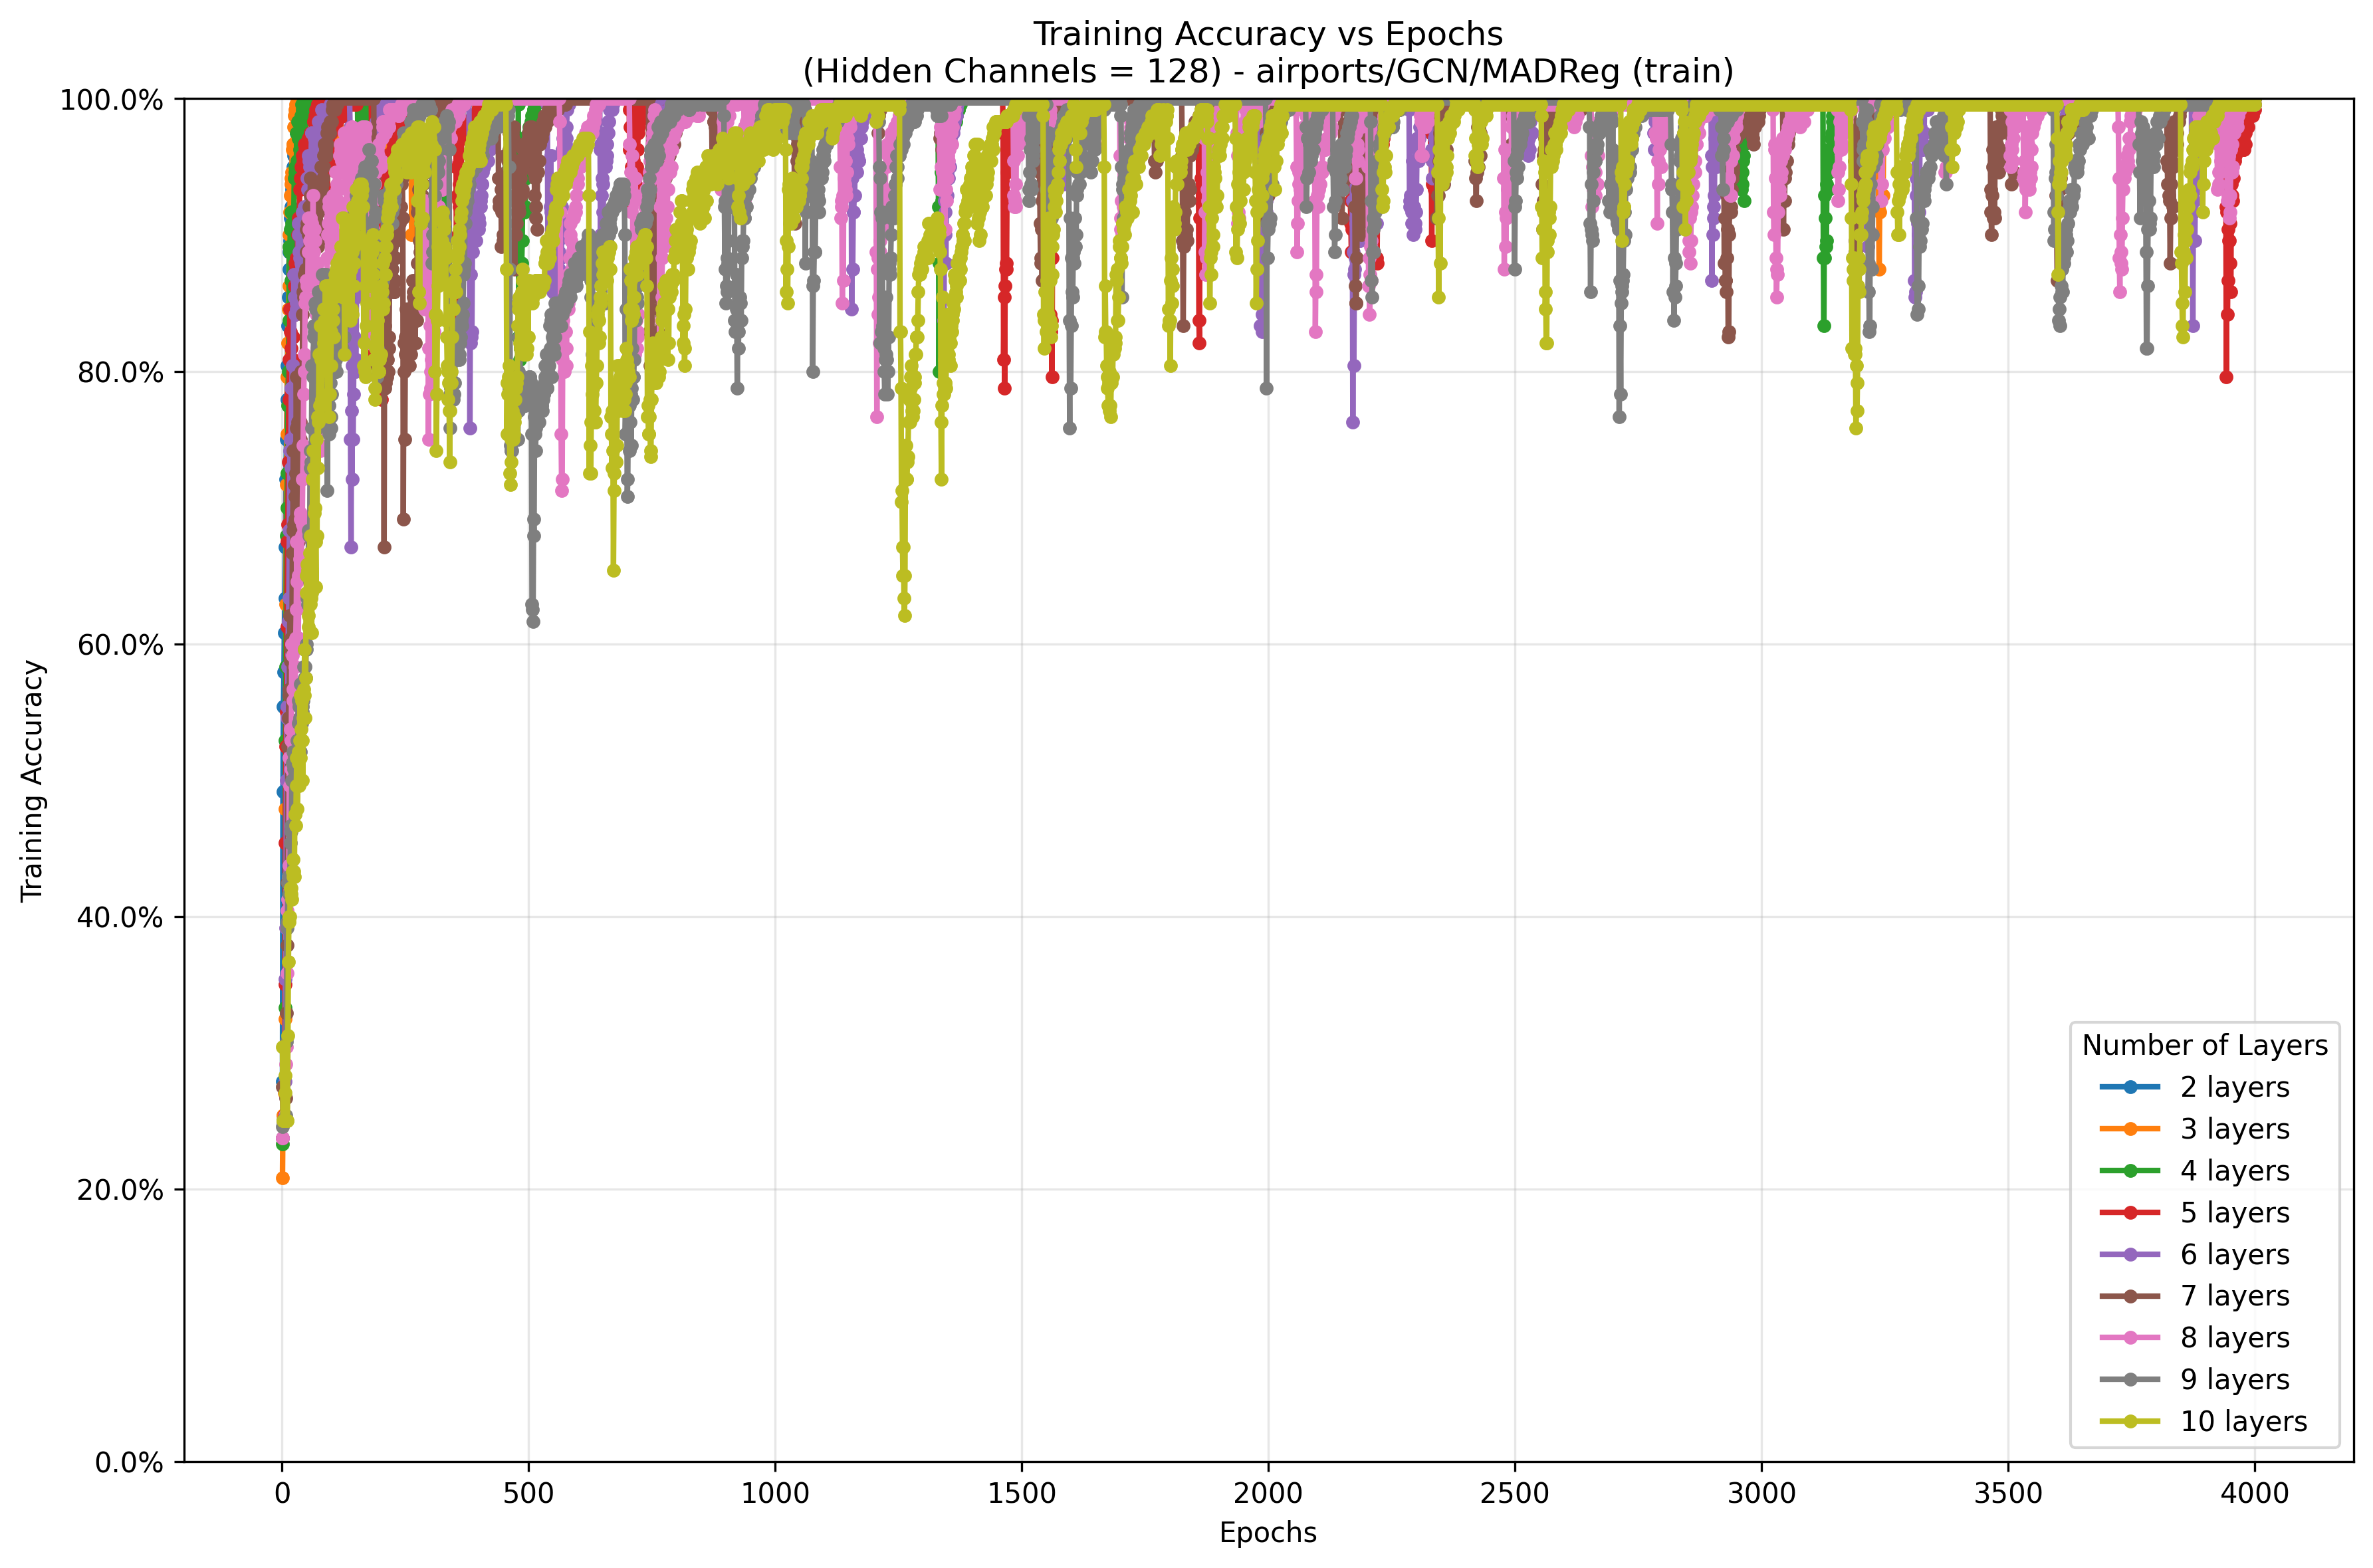 Training Accuracy vs Epochs
(Hidden Channels = 128) - airports/GCN/MADReg (train)
100.0%
80.0%
60.0%
40.0%
20.0%
0.0%
Training Accuracy
0
500
1000
1500
2000
2500
3000
3500
4000
Epochs
Number of Layers
2 layers
3 layers
4 layers
5 layers
6 layers
7 layers
8 layers
9 layers
10 layers